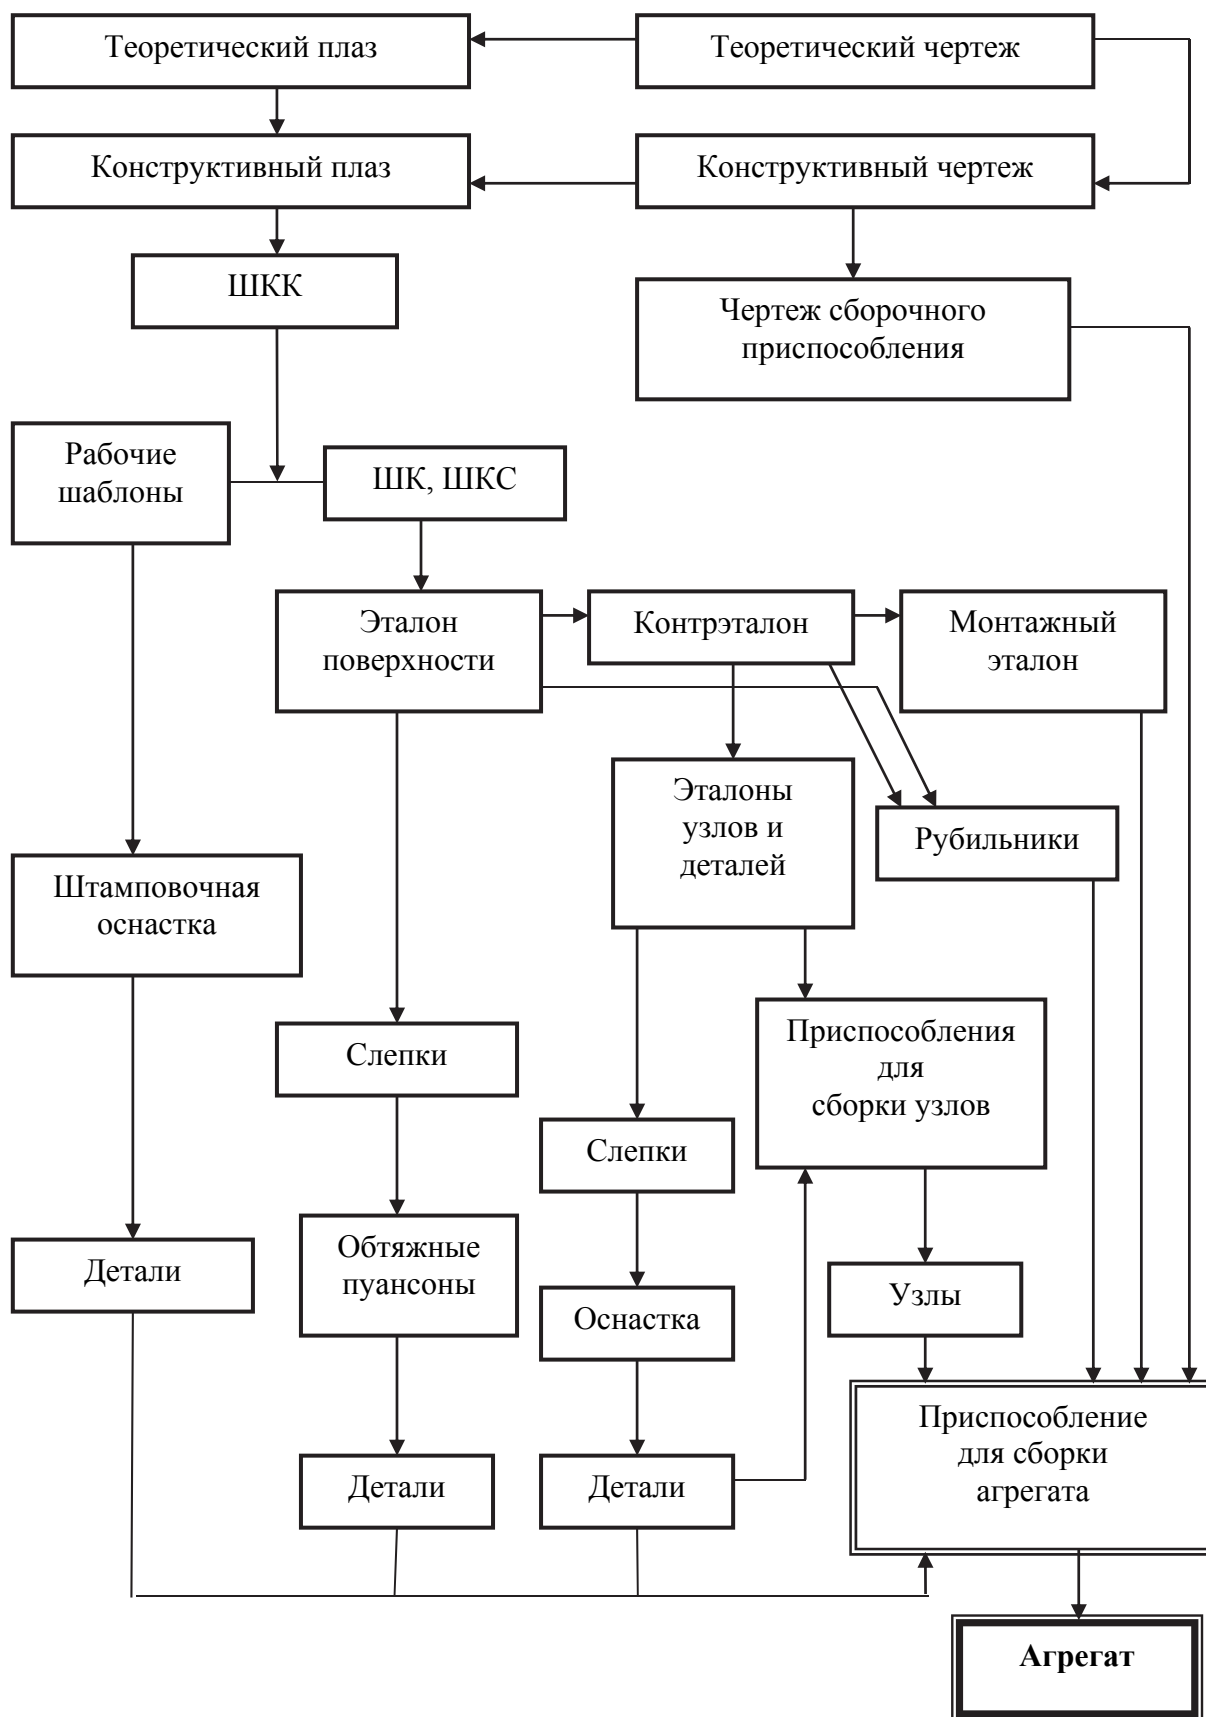 Теоретический плаз
Теоретический чертеж
Конструктивный плаз
Конструктивный чертеж
ШКК
Чертеж сборочного
приспособления
Рабочие
шаблоны
ШК, ШКС
Эталон
поверхности
Контрэталон
Монтажный
эталон
Эталоны
узлов и
деталей
Рубильники
Штамповочная
оснастка
Слепки
Приспособления
для
сборки узлов
Слепки
Детали
Обтяжные
пуансоны
Оснастка
Узлы
Детали
Детали
Приспособление
для сборки
агрегата
Агрегат